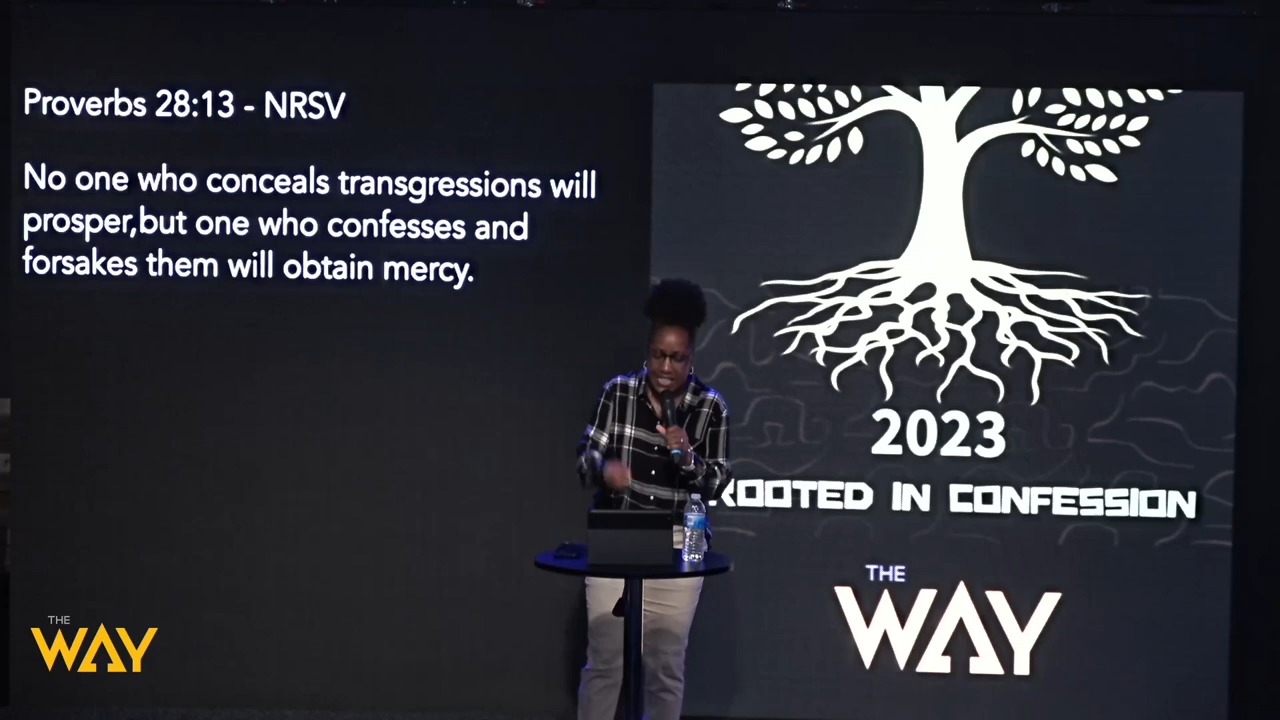 Proverbs 28:13 - NRSV
No one who conceals transgressions will
prosper,but one who confesses and
forsakes them will obtain mercy.
2023
ROOTED IN CONFESSION
THE
WAY
THE
WAY